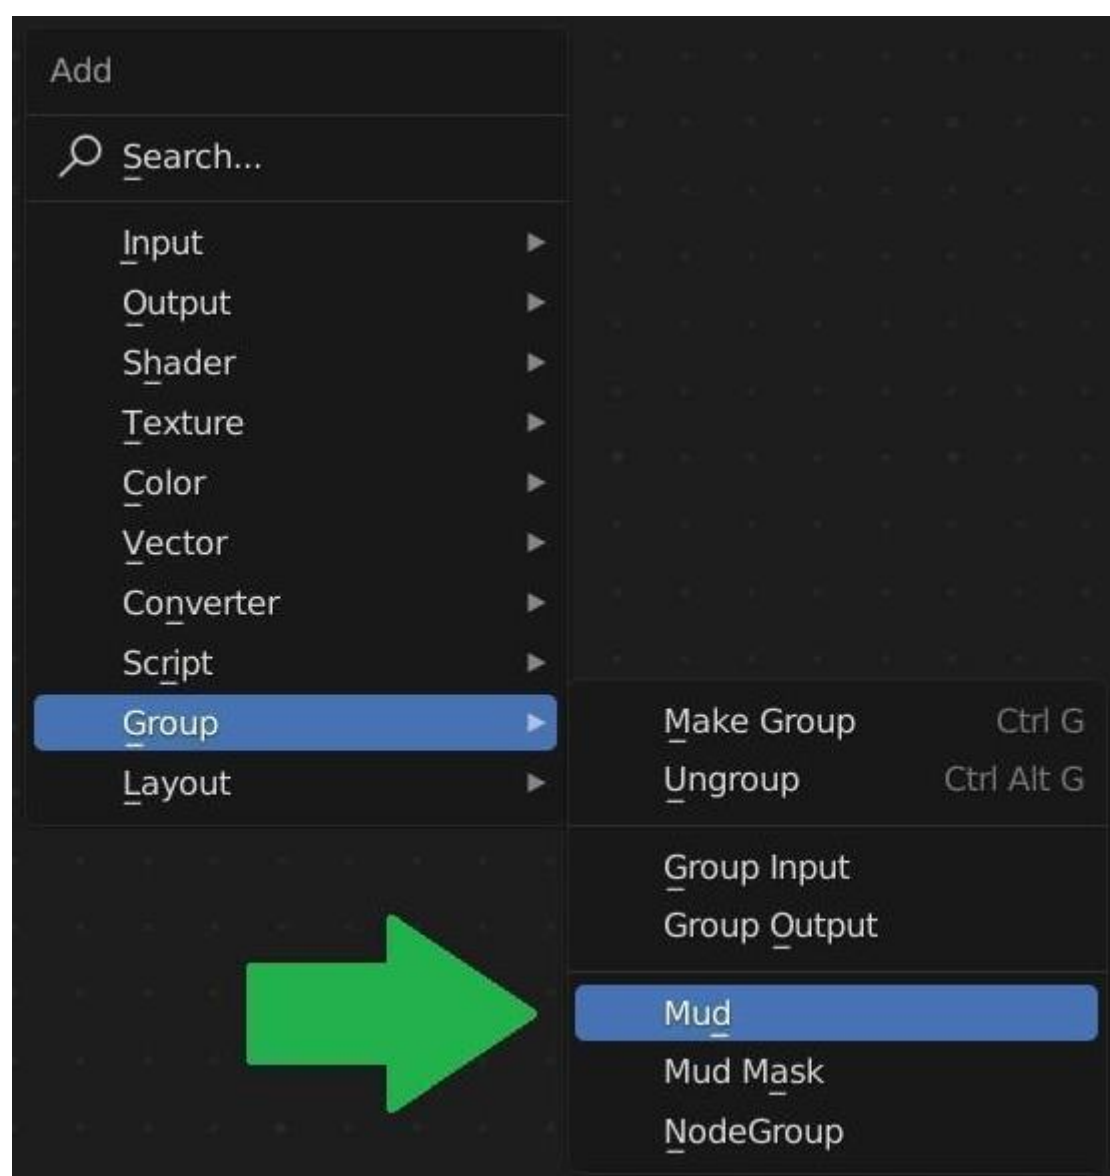 Add
Search...
Input
Output
Shader
Texture
Color
Vector
Converter
Script
Group
Layout
Make Group Ctrl G
Ungroup Ctrl Alt G
Group Input
Group Output
Mud
Mud Mask
NodeGroup